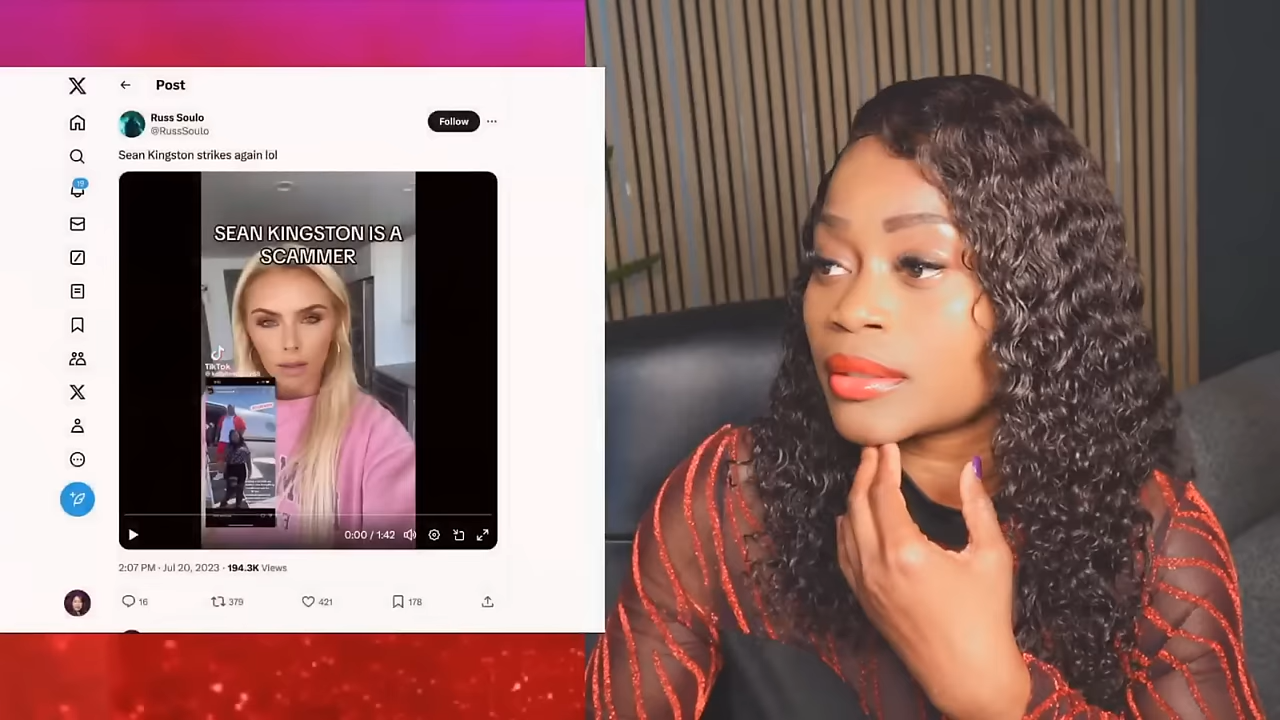 Post
Russ Soulo
@RussSoulo
Follow
Sean Kingston strikes again lol
19
SEAN KINGSTON IS A
SCAMMER
TikTok
0:00 / 1:42
2:07 PM · Jul 20, 2023 · 194.3K Views
16
379
421
178